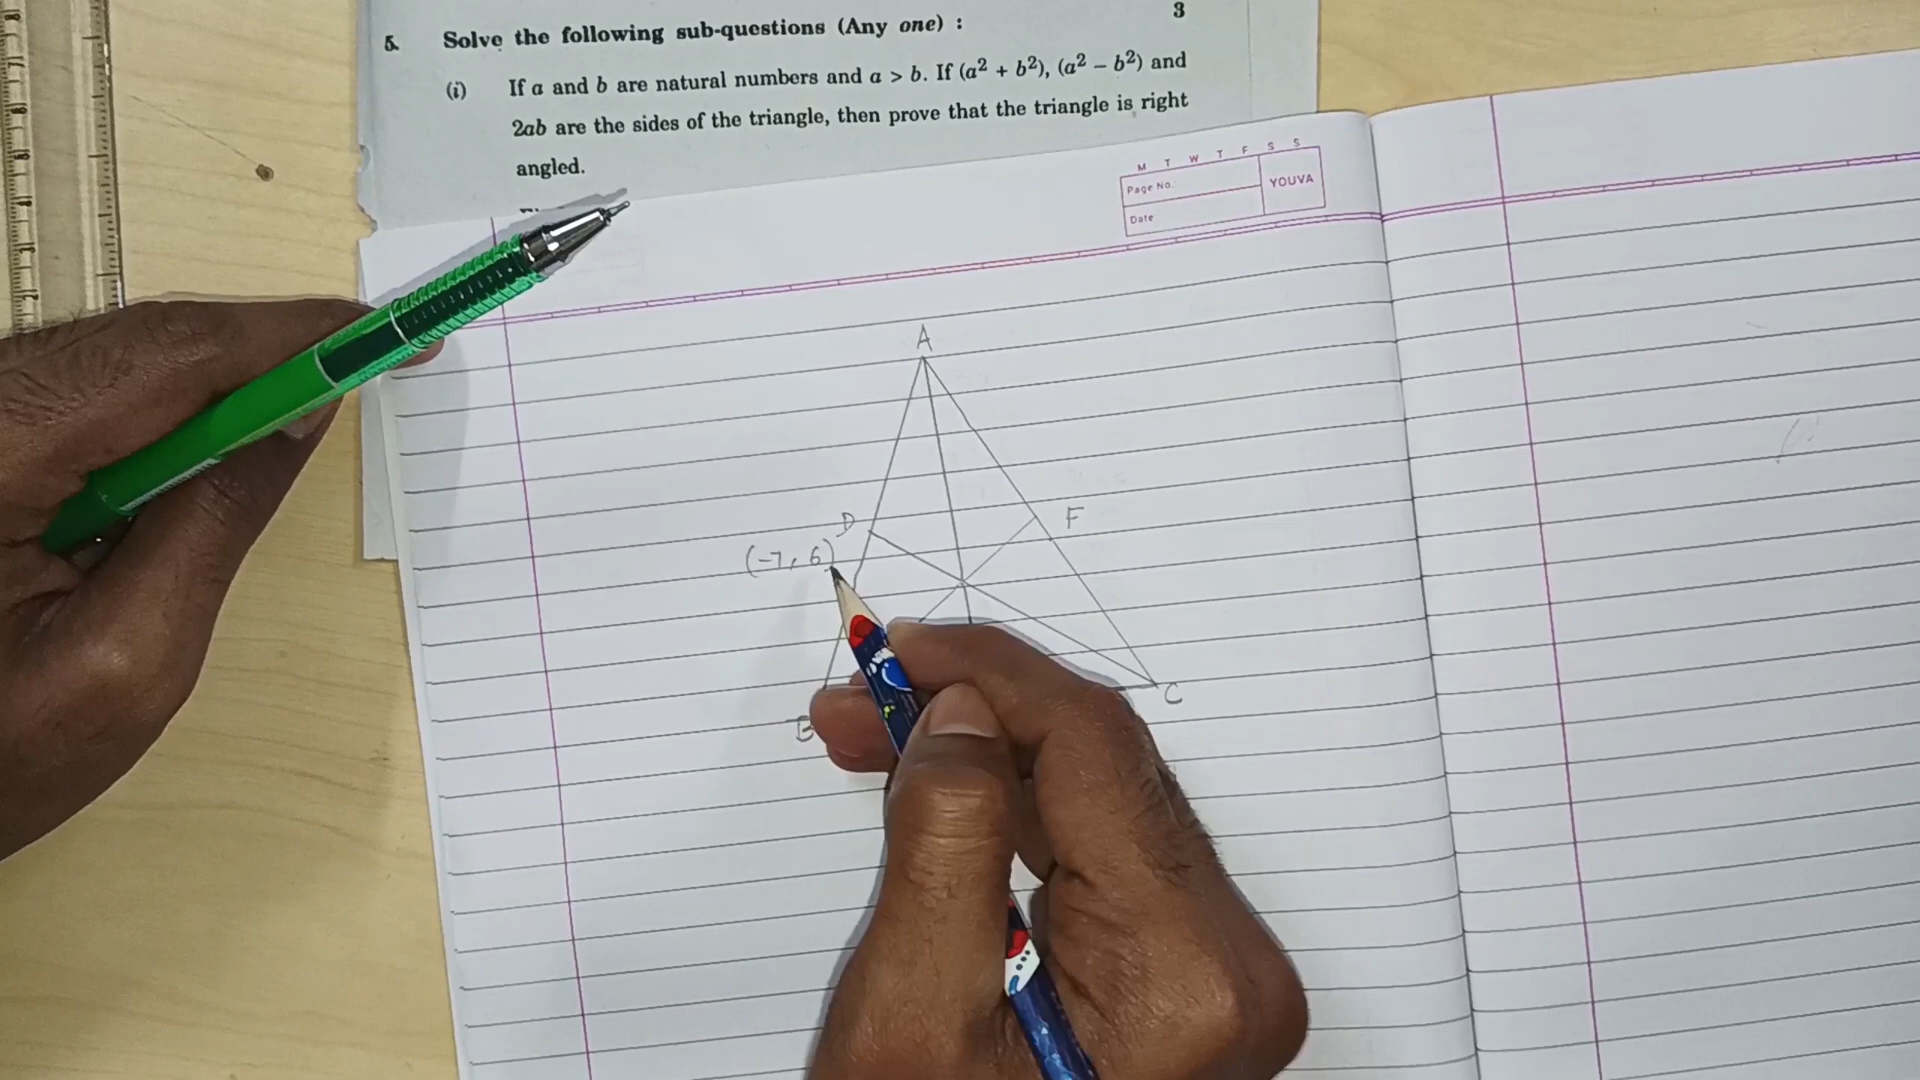 3
5. Solve the following sub-questions (Any one) :
(i) If a and b are natural numbers and a > b. If (a² + b²), (a² – b²) and
2ab are the sides of the triangle, then prove that the triangle is right
angled.
M T W T F S S
Page No.:
YOUVA
Date
A
D
F
(-7, 6)
C
B